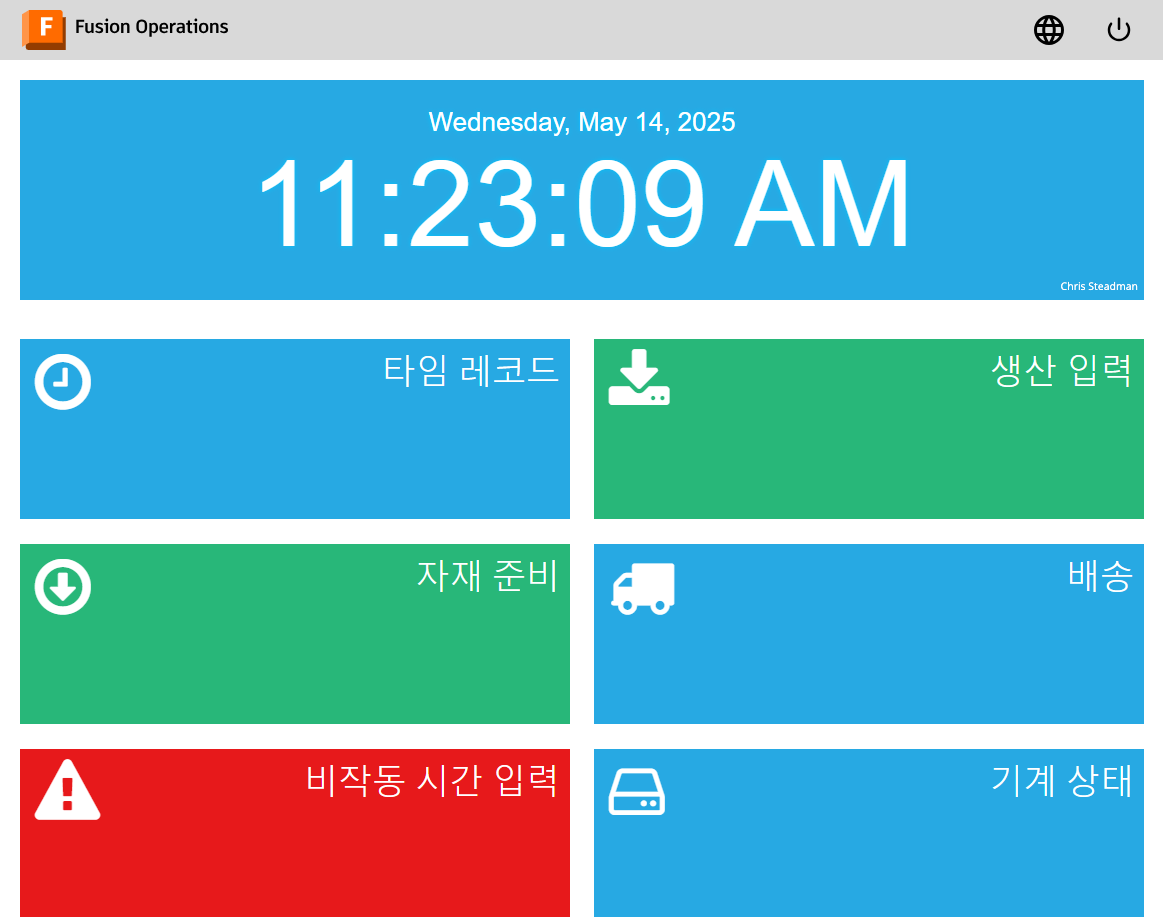 F Fusion Operations
Wednesday, May 14, 2025
11:23:09 AM
Chris Steadman
타임 레코드
생산 입력
자재 준비
배송
비작동 시간 입력
기계 상태